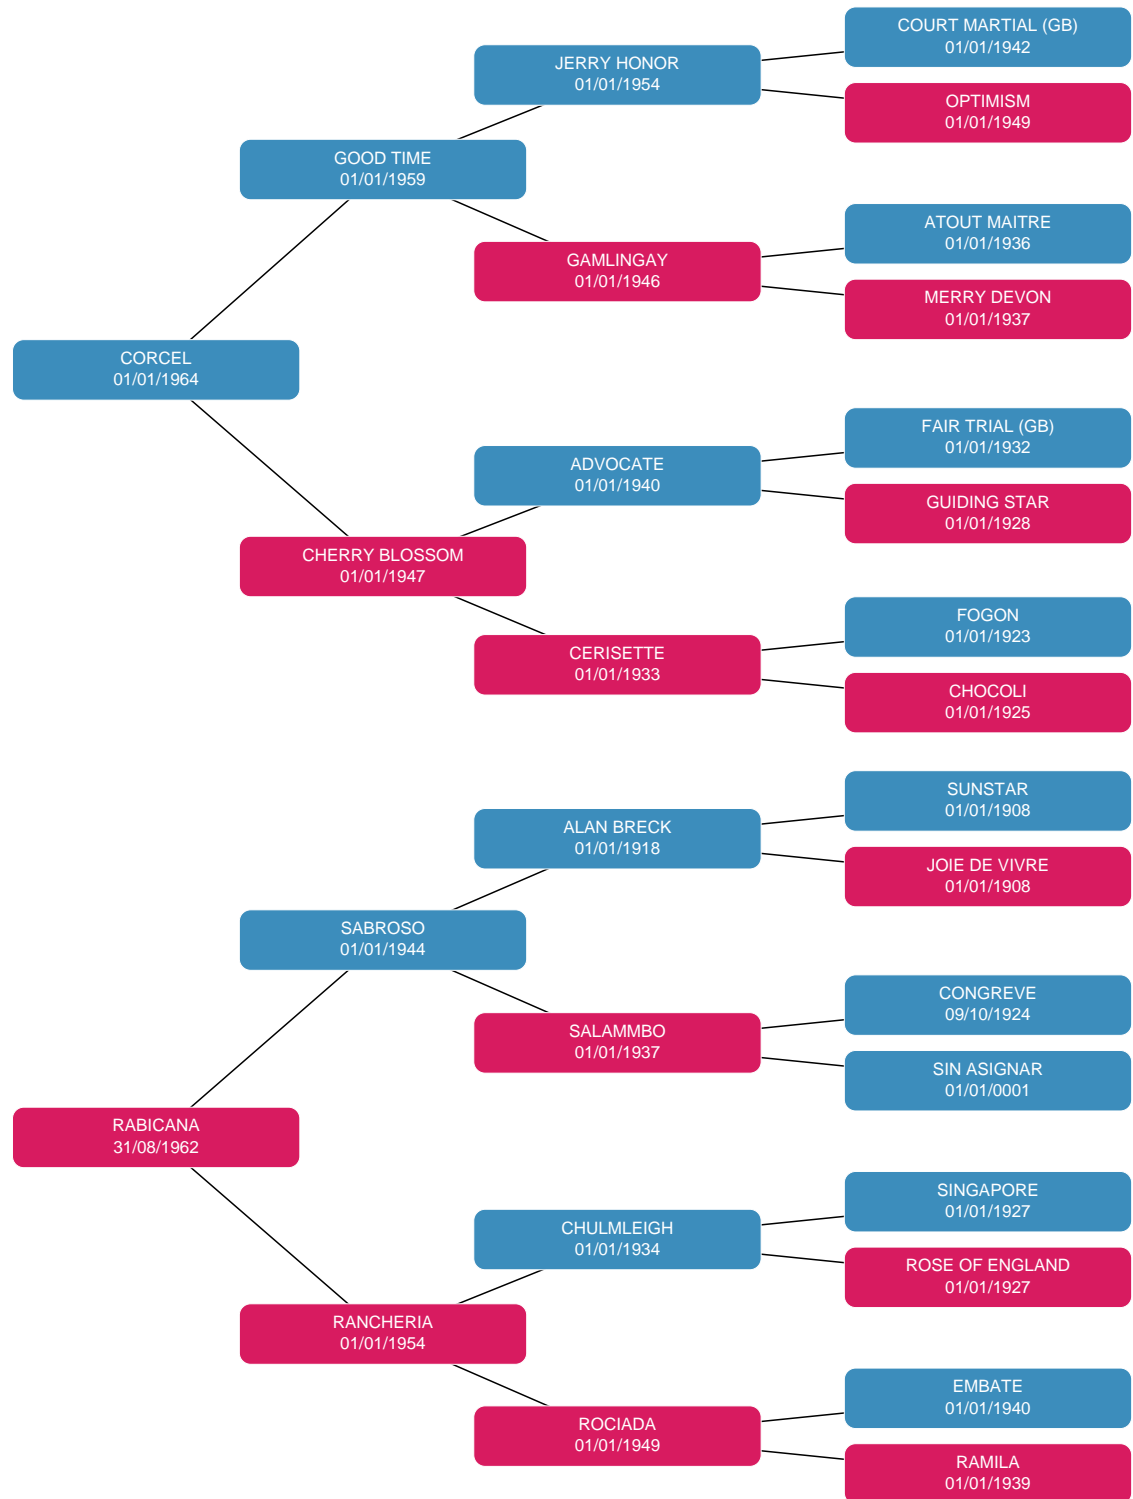 COURT MARTIAL (GB)
01/01/1942
JERRY HONOR
01/01/1954
OPTIMISM
01/01/1949
GOOD TIME
01/01/1959
ATOUT MAITRE
01/01/1936
GAMLINGAY
01/01/1946
MERRY DEVON
01/01/1937
CORCEL
01/01/1964
FAIR TRIAL (GB)
01/01/1932
ADVOCATE
01/01/1940
GUIDING STAR
01/01/1928
CHERRY BLOSSOM
01/01/1947
FOGON
01/01/1923
CERISETTE
01/01/1933
CHOCOLI
01/01/1925
SUNSTAR
01/01/1908
ALAN BRECK
01/01/1918
JOIE DE VIVRE
01/01/1908
SABROSO
01/01/1944
CONGREVE
09/10/1924
SALAMMBO
01/01/1937
SIN ASIGNAR
01/01/0001
RABICANA
31/08/1962
SINGAPORE
01/01/1927
CHULMLEIGH
01/01/1934
ROSE OF ENGLAND
01/01/1927
RANCHERIA
01/01/1954
EMBATE
01/01/1940
ROCIADA
01/01/1949
RAMILA
01/01/1939